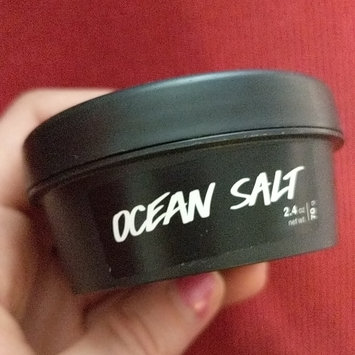 OCEAN SALT
2.4 oz
net wt.
70 g